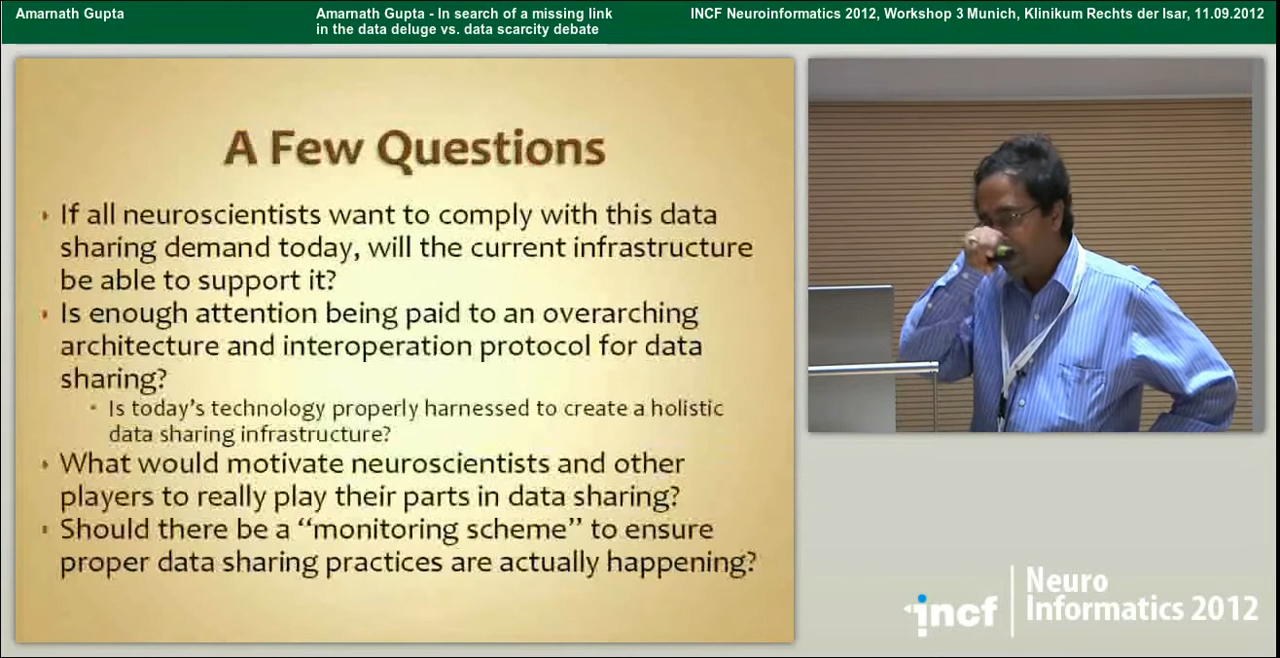 Amarnath Gupta
Amarnath Gupta - In search of a missing link
in the data deluge vs. data scarcity debate
INCF Neuroinformatics 2012, Workshop 3 Munich, Klinikum Rechts der Isar, 11.09.2012
A Few Questions
If all neuroscientists want to comply with this data
sharing demand today, will the current infrastructure
be able to support it?
Is enough attention being paid to an overarching
architecture and interoperation protocol for data
sharing?
Is today's technology properly harnessed to create a holistic
data sharing infrastructure?
What would motivate neuroscientists and other
players to really play their parts in data sharing?
Should there be a “monitoring scheme” to ensure
proper data sharing practices are actually happening?
incf
Neuro
Informatics 2012